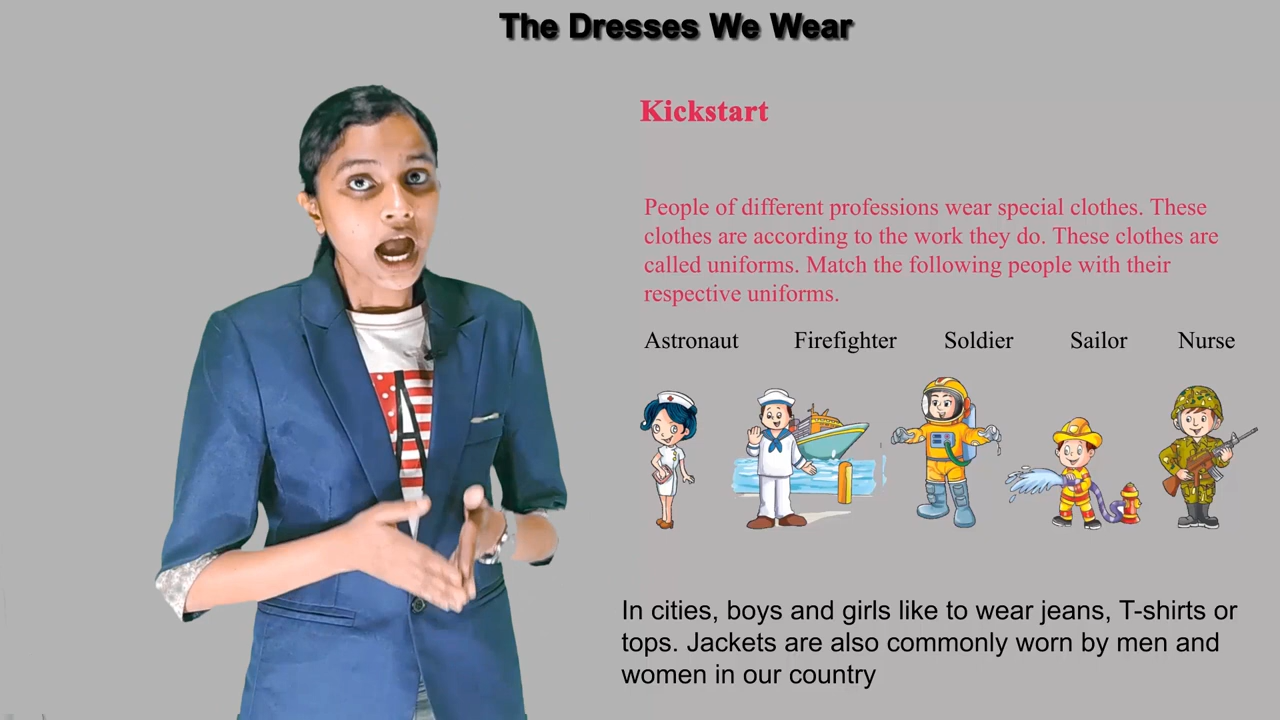 The Dresses We Wear
Kickstart
People of different professions wear special clothes. These
clothes are according to the work they do. These clothes are
called uniforms. Match the following people with their
respective uniforms.
Astronaut Firefighter Soldier Sailor Nurse
In cities, boys and girls like to wear jeans, T-shirts or
tops. Jackets are also commonly worn by men and
women in our country